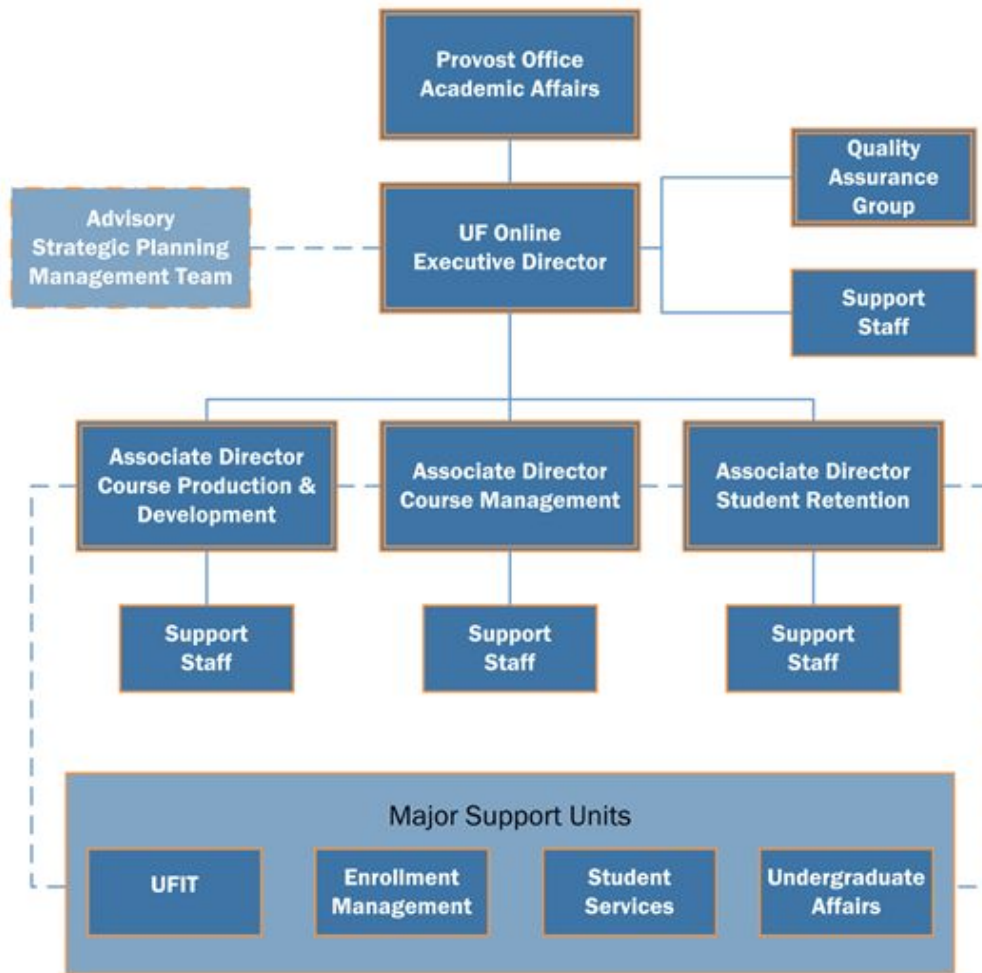 Provost Office
Academic Affairs
Quality
Assurance
Group
Advisory
Strategic Planning
Management Team
UF Online
Executive Director
Support
Staff
Associate Director
Course Production &
Development
Associate Director
Course Management
Associate Director
Student Retention
Support
Staff
Support
Staff
Support
Staff
Major Support Units
UFIT
Enrollment
Management
Student
Services
Undergraduate
Affairs